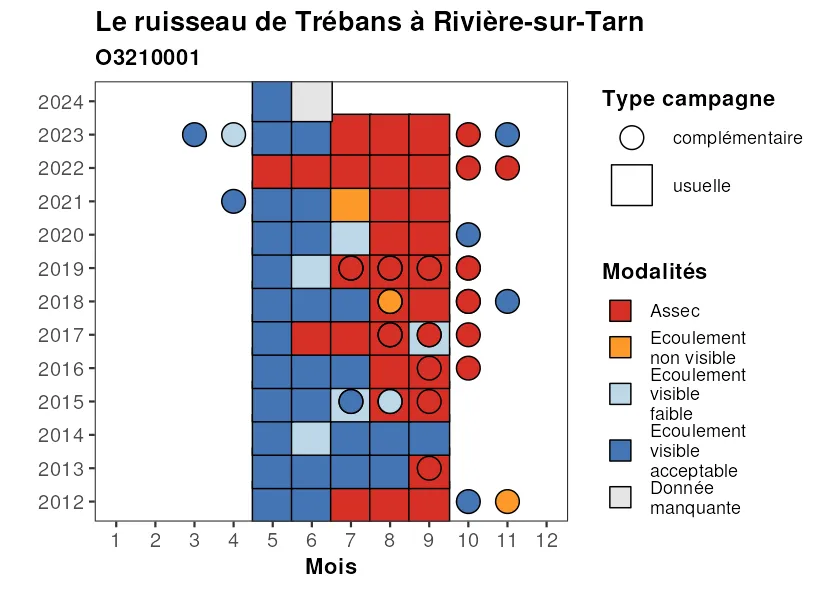 Le ruisseau de Trébans à Rivière-sur-Tarn
O3210001
2024
2023
2022
2021
2020
2019
2018
2017
2016
2015
2014
2013
2012
1 2 3 4 5 6 7 8 9 10 11 12
Mois
Type campagne
complémentaire
usuelle
Modalités
Assec
Ecoulement
non visible
Ecoulement
visible
faible
Ecoulement
visible
acceptable
Donnée
manquante